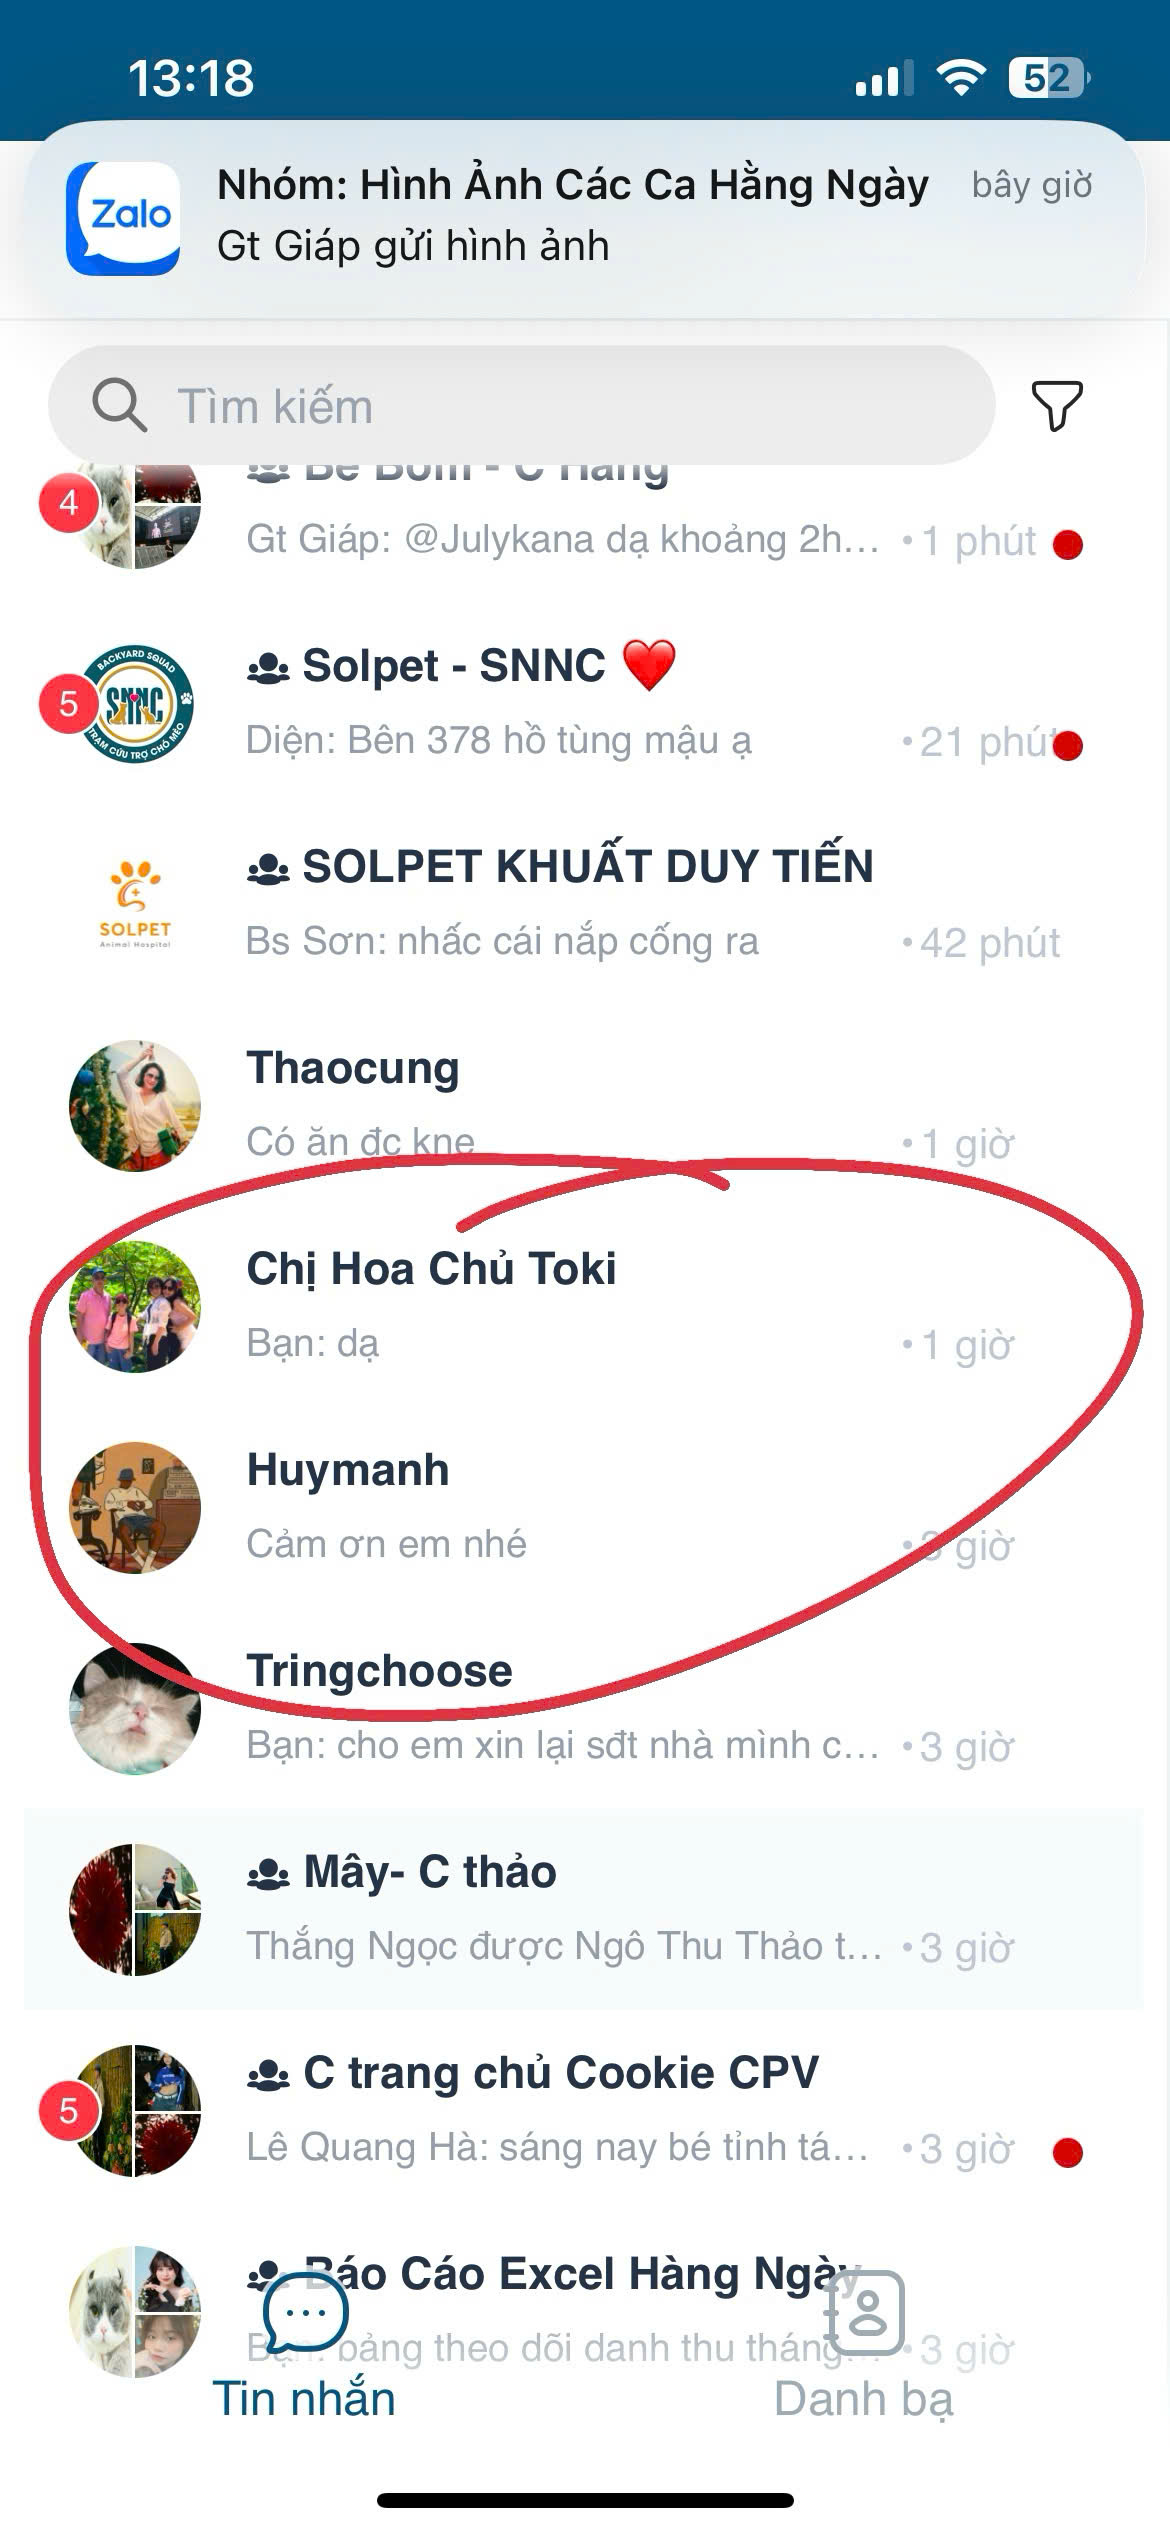 13:18
52
Zalo
Nhóm: Hình Ảnh Các Ca Hằng Ngày
bây giờ
Gt Giáp gửi hình ảnh
Tìm kiếm
4
Bé Bom - C Hằng
Gt Giáp: @Julykana dạ khoảng 2h...
• 1 phút
5
BACKYARD SQUAD
SNNC
TRẠM CỨU TRỢ CHÓ MÈO
Solpet - SNNC ❤️
Diện: Bên 378 hồ tùng mậu ạ
• 21 phút
SOLPET
Animal Hospital
SOLPET KHUẤT DUY TIẾN
Bs Sơn: nhấc cái nắp cống ra
• 42 phút
Thaocung
Có ăn đc kne
• 1 giờ
Chị Hoa Chủ Toki
Bạn: dạ
• 1 giờ
Huymanh
Cảm ơn em nhé
• 3 giờ
Tringchoose
Bạn: cho em xin lại sđt nhà mình c...
• 3 giờ
Mây- C thảo
Thắng Ngọc được Ngô Thu Thảo t...
• 3 giờ
5
C trang chủ Cookie CPV
Lê Quang Hà: sáng nay bé tỉnh tá...
• 3 giờ
Báo Cáo Excel Hàng Ngày
Bạn: bảng theo dõi danh thu tháng...
• 3 giờ
Tin nhắn
Danh bạ